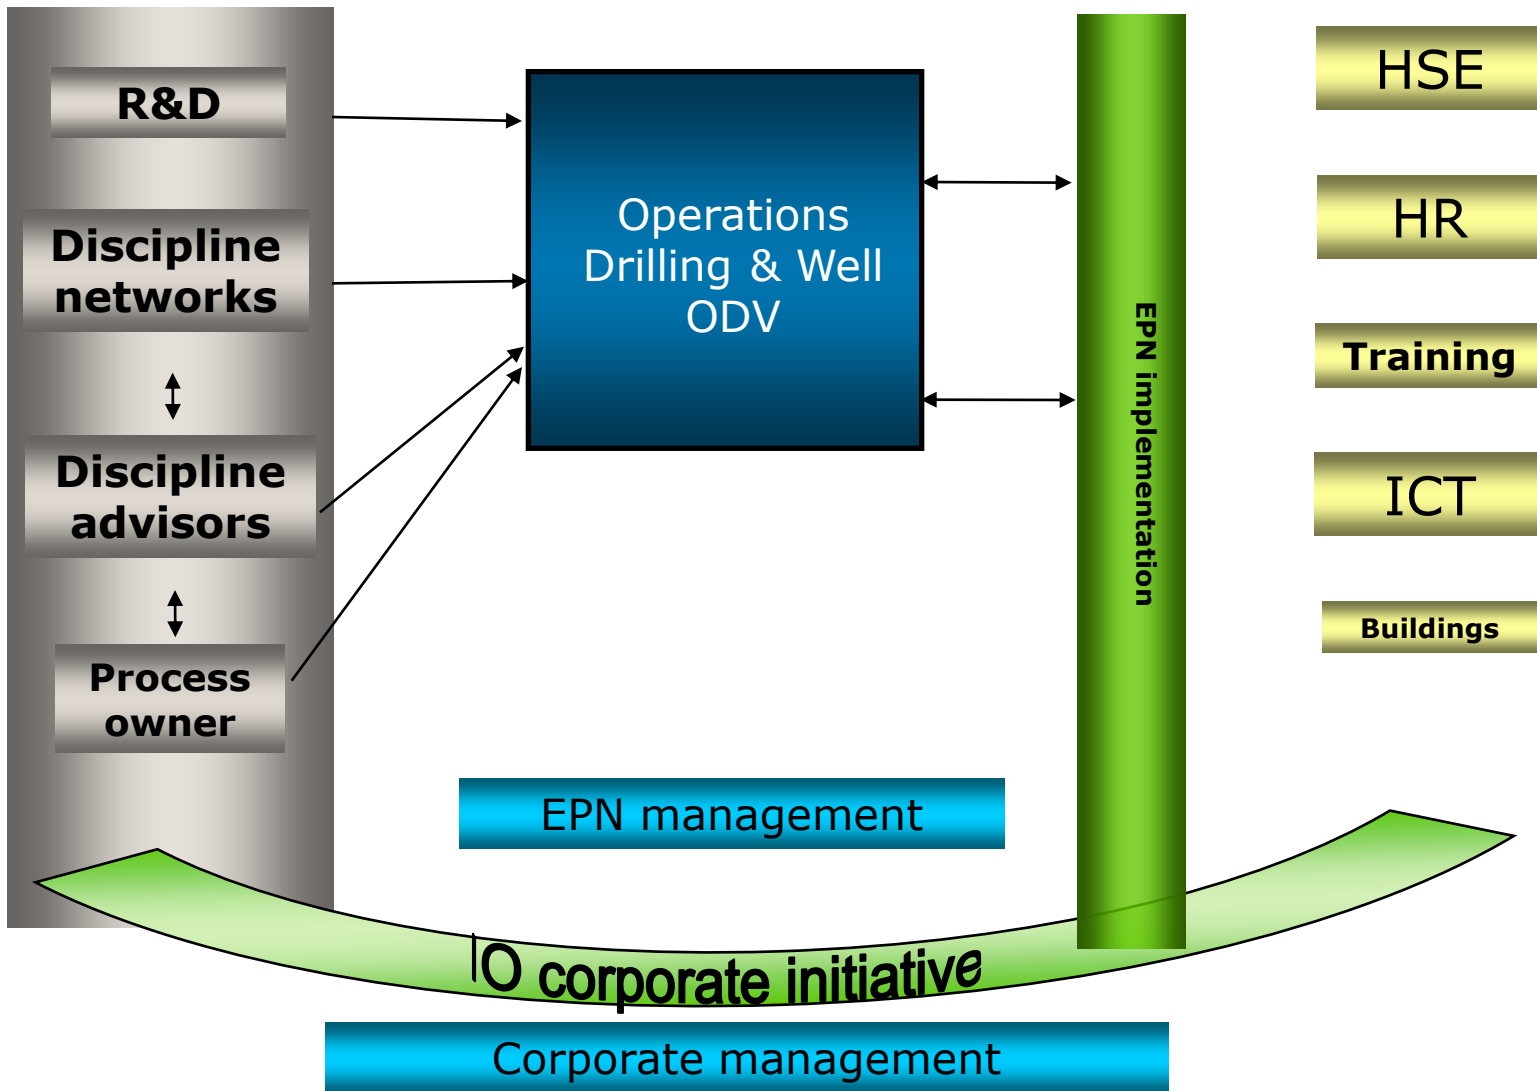 R&D
Discipline
networks
Discipline
advisors
Process
owner
Operations
Drilling & Well
ODV
EPN implementation
HSE
HR
Training
ICT
Buildings
EPN management
IO corporate initiative
Corporate management